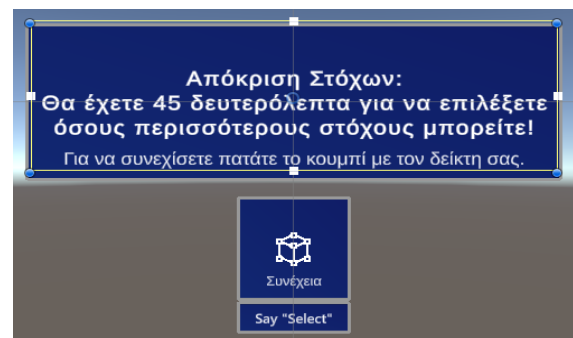 Απόκριση Στόχων:
Θα έχετε 45 δευτερόλεπτα για να επιλέξετε
όσους περισσότερους στόχους μπορείτε!
Για να συνεχίσετε πατάτε το κουμπί με τον δείκτη σας.
Συνέχεια
Say "Select"